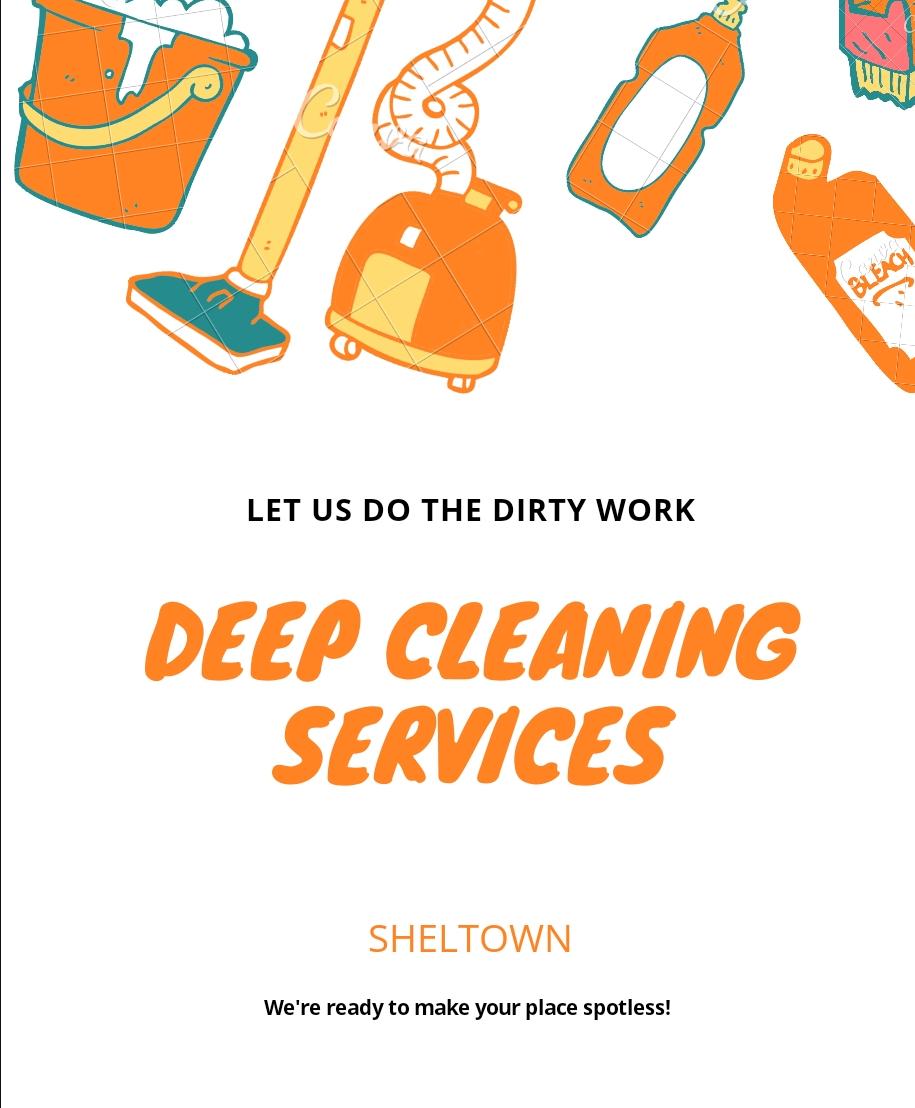 BLEACH
LET US DO THE DIRTY WORK
DEEP CLEANING
SERVICES
SHELTOWN
We're ready to make your place spotless!